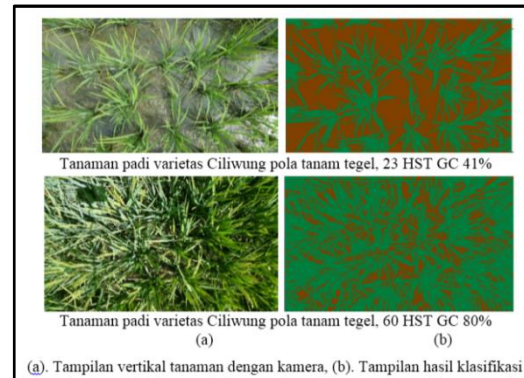 Tanaman padi varietas Ciliwung pola tanam tegel, 23 HST GC 41%
Tanaman padi varietas Ciliwung pola tanam tegel, 60 HST GC 80%
(a) (b)
(a). Tampilan vertikal tanaman dengan kamera, (b). Tampilan hasil klasifikasi